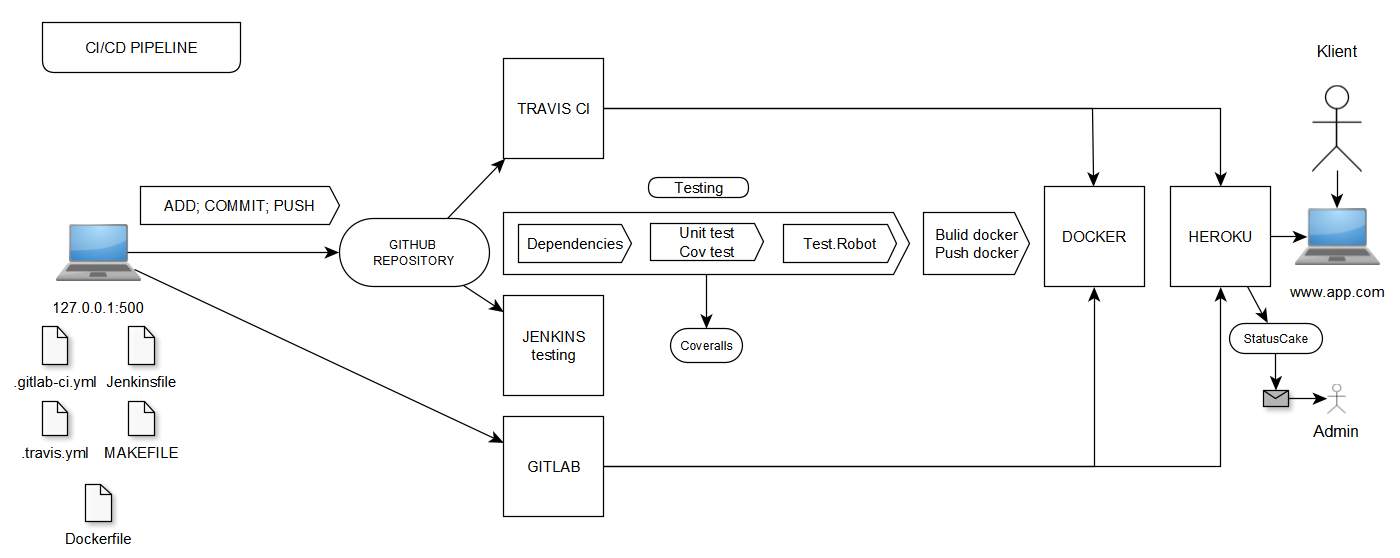 CI/CD PIPELINE
Klient
TRAVIS CI
Testing
ADD; COMMIT; PUSH
GITHUB
REPOSITORY
Dependencies
Unit test
Cov test
Test.Robot
Bulid docker
Push docker
DOCKER
HEROKU
www.app.com
127.0.0.1:500
JENKINS
testing
Coveralls
StatusCake
.gitlab-ci.yml
Jenkinsfile
Admin
.travis.yml
MAKEFILE
GITLAB
Dockerfile